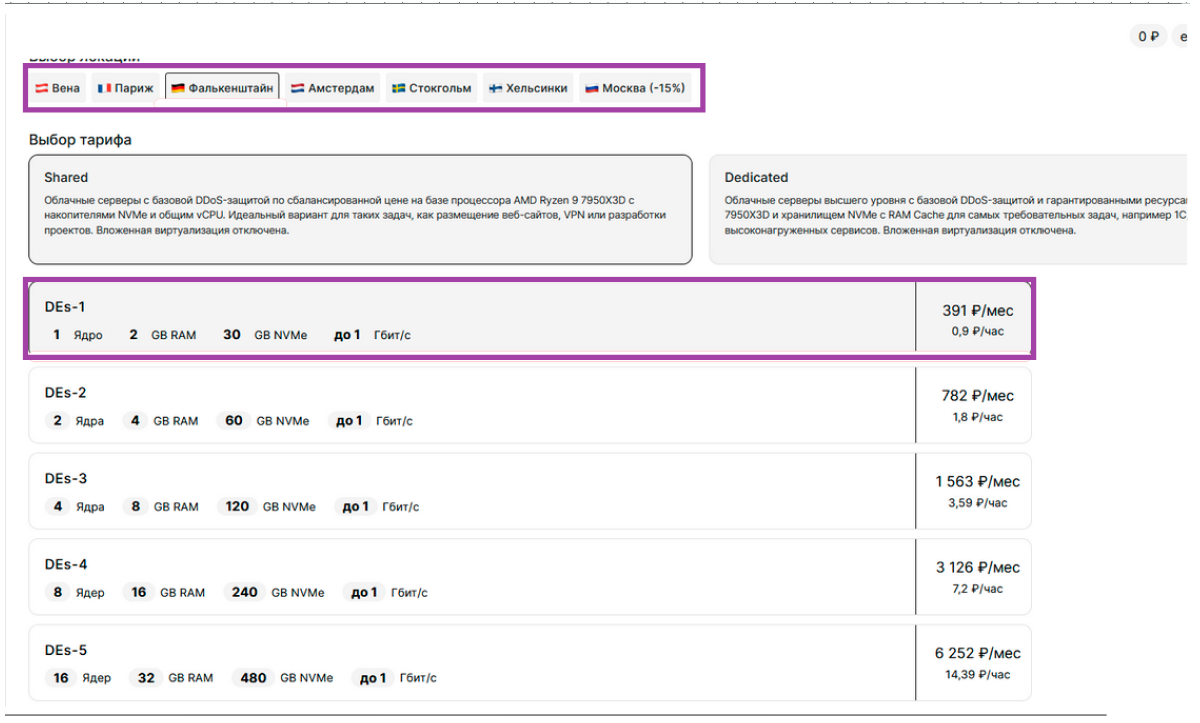 0 ₽ e
Выбор локации
Вена Париж Фалькенштайн Амстердам Стокгольм Хельсинки Москва (-15%)
Выбор тарифа
Shared
Облачные серверы с базовой DDoS-защитой по сбалансированной цене на базе процессора AMD Ryzen 9 7950X3D с
накопителями NVMe и общим vCPU. Идеальный вариант для таких задач, как размещение веб-сайтов, VPN или разработки
проектов. Вложенная виртуализация отключена.
Dedicated
Облачные серверы высшего уровня с базовой DDoS-защитой и гарантированными ресурса
7950X3D и хранилищем NVMe с RAM Cache для самых требовательных задач, например 1С
высоконагруженных сервисов. Вложенная виртуализация отключена.
DEs-1
1 Ядро 2 GB RAM 30 GB NVMe до 1 Гбит/с
391 ₽/мес
0,9 ₽/час
DEs-2
2 Ядра 4 GB RAM 60 GB NVMe до 1 Гбит/с
782 ₽/мес
1,8 ₽/час
DEs-3
4 Ядра 8 GB RAM 120 GB NVMe до 1 Гбит/с
1 563 ₽/мес
3,59 ₽/час
DEs-4
8 Ядер 16 GB RAM 240 GB NVMe до 1 Гбит/с
3 126 ₽/мес
7,2 ₽/час
DEs-5
16 Ядер 32 GB RAM 480 GB NVMe до 1 Гбит/с
6 252 ₽/мес
14,39 ₽/час